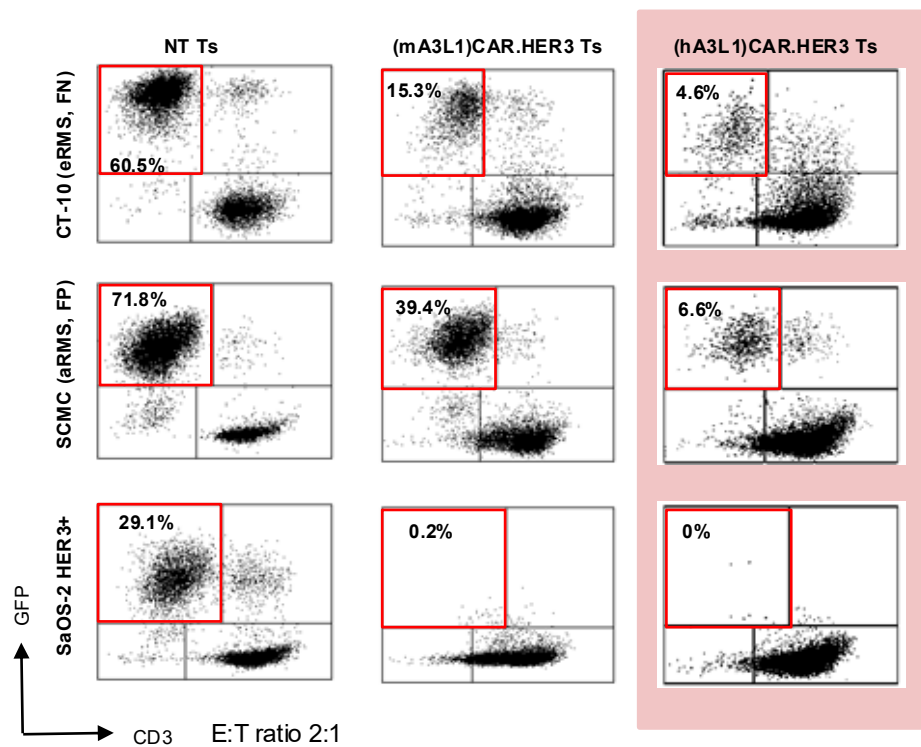 NT Ts
(mA3L1)CAR.HER3 Ts
(hA3L1)CAR.HER3 Ts
CT-10 (eRMS, FN)
60.5%
15.3%
4.6%
SCMC (aRMS, FP)
71.8%
39.4%
6.6%
SaOS-2 HER3+
29.1%
0.2%
0%
GFP
CD3
E:T ratio 2:1